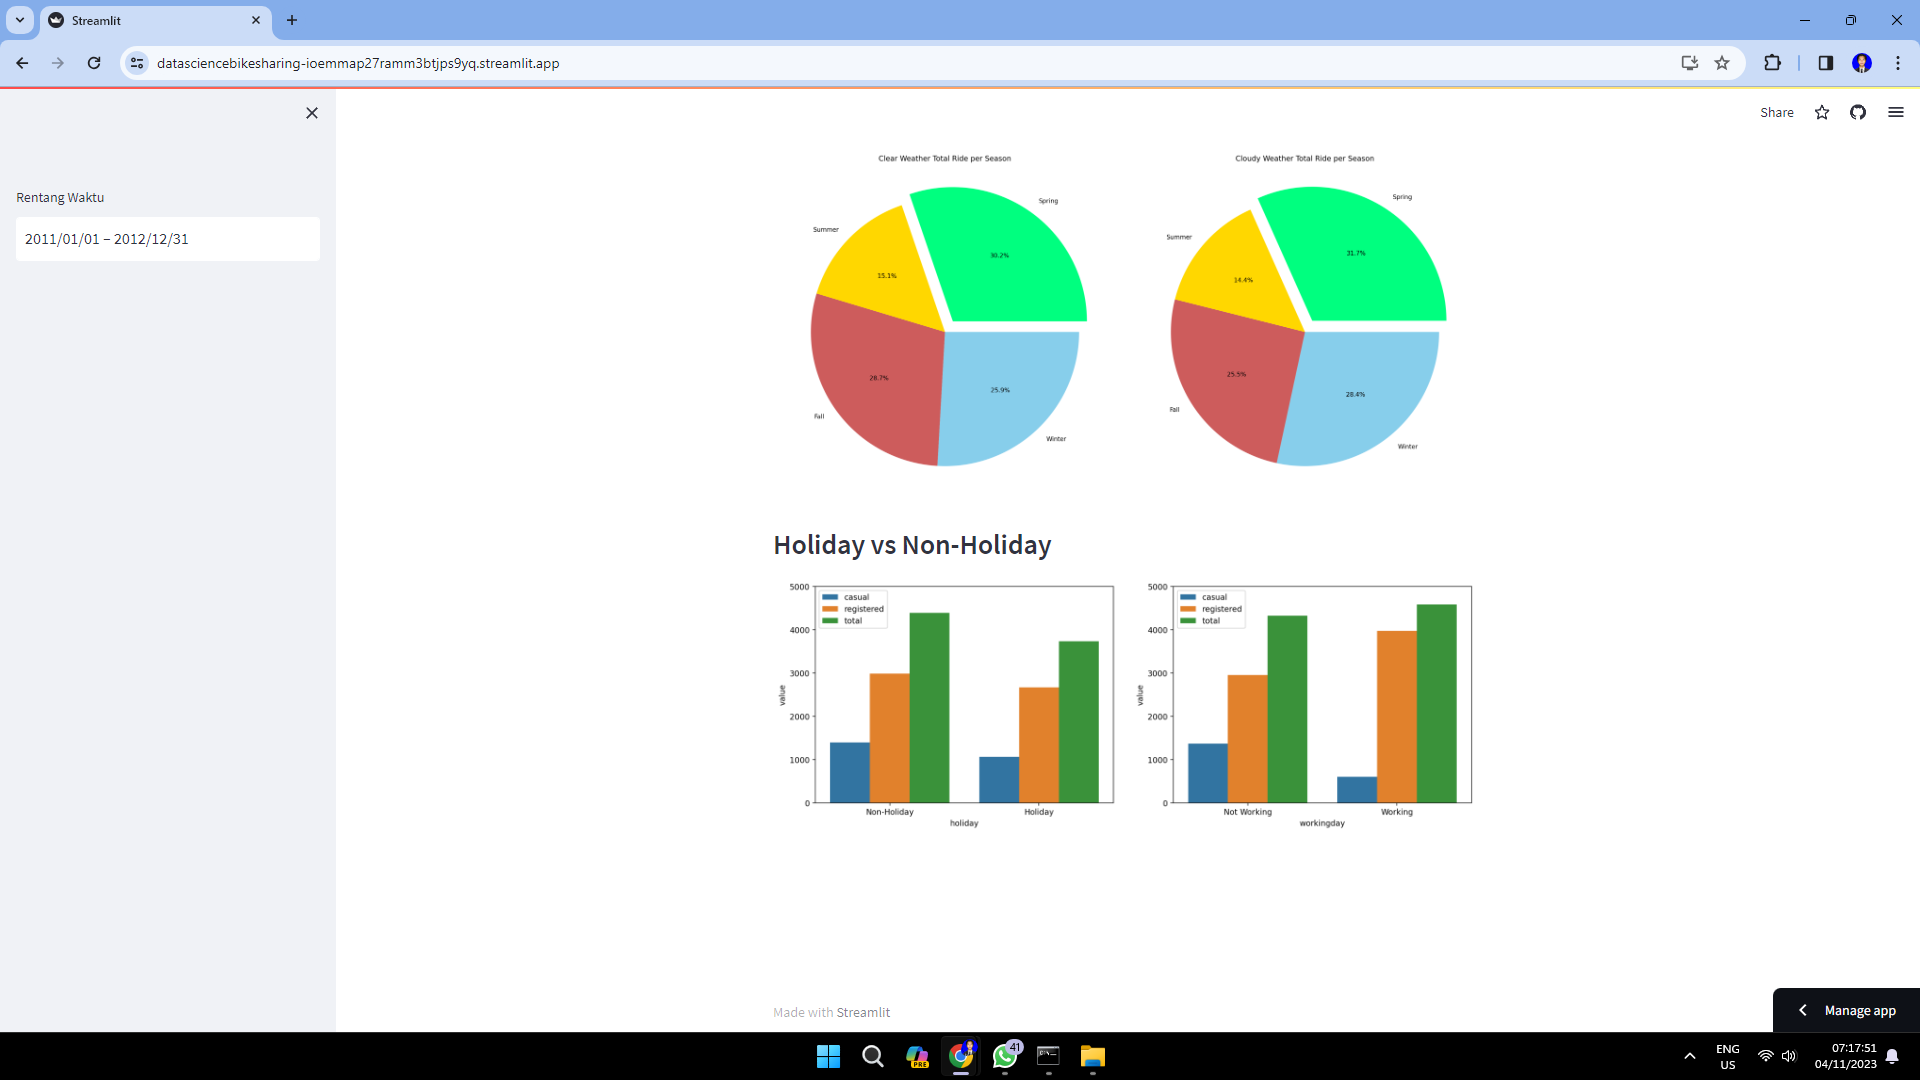 Streamlit
datasciencebikesharing-ioemmap27ramm3btjps9yq.streamlit.app
Share
Rentang Waktu
2011/01/01 – 2012/12/31
Clear Weather Total Ride per Season
Spring
Summer
30.2%
15.1%
28.7%
25.9%
Fall
Winter
Cloudy Weather Total Ride per Season
Spring
Summer
31.7%
14.4%
25.5%
28.4%
Fall
Winter
Holiday vs Non-Holiday
5000
4000
3000
2000
1000
0
value
casual
registered
total
Non-Holiday
Holiday
holiday
5000
4000
3000
2000
1000
0
value
casual
registered
total
Not Working
Working
workingday
Made with Streamlit
Manage app
PRE
41
ENG
US
07:17:51
04/11/2023